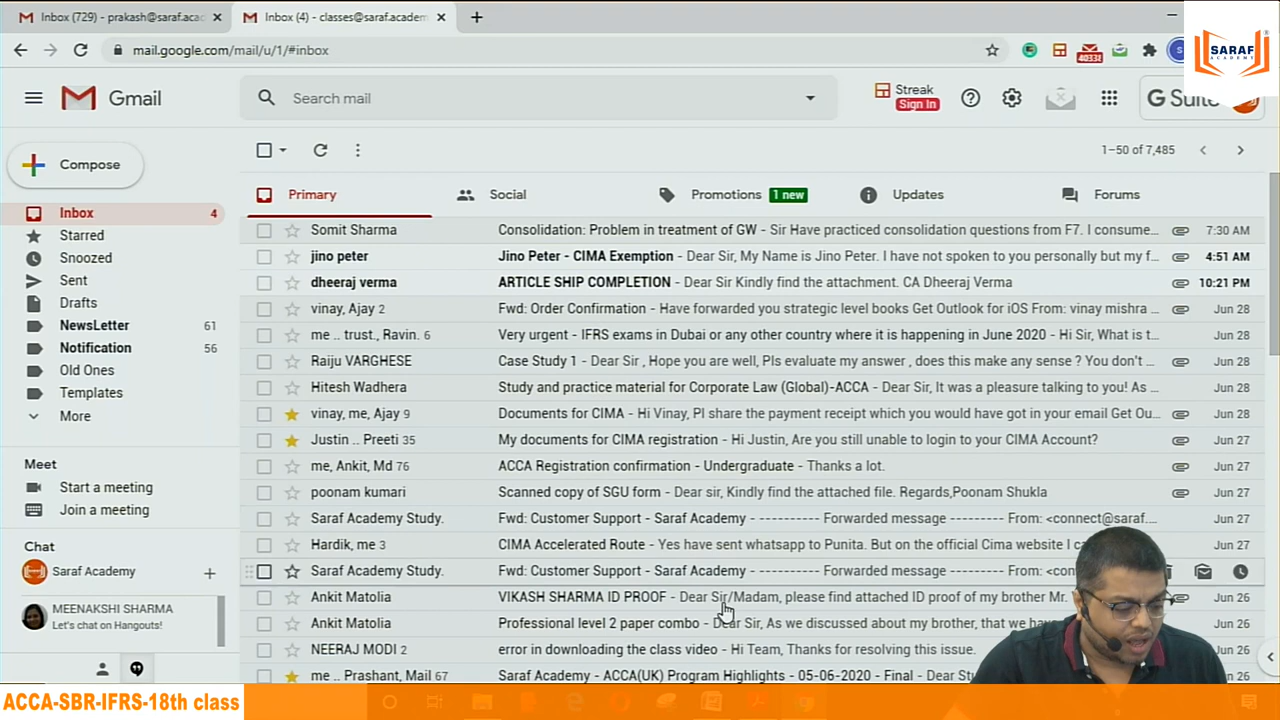 Inbox (729) - prakash@saraf.acac
Inbox (4) - classes@saraf.academ
mail.google.com/mail/u/1/#inbox
40331
SARAF
ACADEMY
Gmail
Search mail
Streak
Sign In
G Suite
Compose
1–50 of 7,485
Primary
Social
Promotions 1 new
Updates
Forums
Inbox 4
Starred
Snoozed
Sent
Drafts
NewsLetter 61
Notification 56
Old Ones
Templates
More
Meet
Start a meeting
Join a meeting
Chat
Saraf Academy
MEENAKSHI SHARMA
Let's chat on Hangouts!
Somit Sharma Consolidation: Problem in treatment of GW - Sir Have practiced consolidation questions from F7. I consume… 7:30 AM
jino peter Jino Peter - CIMA Exemption - Dear Sir, My Name is Jino Peter. I have not spoken to you personally but my f… 4:51 AM
dheeraj verma ARTICLE SHIP COMPLETION - Dear Sir Kindly find the attachment. CA Dheeraj Verma 10:21 PM
vinay, Ajay 2 Fwd: Order Confirmation - Have forwarded you strategic level books Get Outlook for iOS From: vinay mishra … Jun 28
me .. trust., Ravin. 6 Very urgent - IFRS exams in Dubai or any other country where it is happening in June 2020 - Hi Sir, What is t… Jun 28
Raiju VARGHESE Case Study 1 - Dear Sir , Hope you are well, Pls evaluate my answer , does this make any sense ? You don't … Jun 28
Hitesh Wadhera Study and practice material for Corporate Law (Global)-ACCA - Dear Sir, It was a pleasure talking to you! As … Jun 28
vinay, me, Ajay 9 Documents for CIMA - Hi Vinay, Pl share the payment receipt which you would have got in your email Get Ou… Jun 28
Justin .. Preeti 35 My documents for CIMA registration - Hi Justin, Are you still unable to login to your CIMA Account? Jun 27
me, Ankit, Md 76 ACCA Registration confirmation - Undergraduate - Thanks a lot. Jun 27
poonam kumari Scanned copy of SGU form - Dear sir, Kindly find the attached file. Regards,Poonam Shukla Jun 27
Saraf Academy Study. Fwd: Customer Support - Saraf Academy - ---------- Forwarded message --------- From: <connect@saraf.… Jun 27
Hardik, me 3 CIMA Accelerated Route - Yes have sent whatsapp to Punita. But on the official Cima website I ca Jun 27
Saraf Academy Study. Fwd: Customer Support - Saraf Academy - ---------- Forwarded message --------- From: <con
Ankit Matolia VIKASH SHARMA ID PROOF - Dear Sir/Madam, please find attached ID proof of my brother Mr. Jun 26
Ankit Matolia Professional level 2 paper combo - Dear Sir, As we discussed about my brother, that we hav Jun 26
NEERAJ MODI 2 error in downloading the class video - Hi Team, Thanks for resolving this issue. Jun 26
me .. Prashant, Mail 67 Saraf Academy - ACCA(UK) Program Highlights - 05-06-2020 - Final - Dear St Jun 26
ACCA-SBR-IFRS-18th class